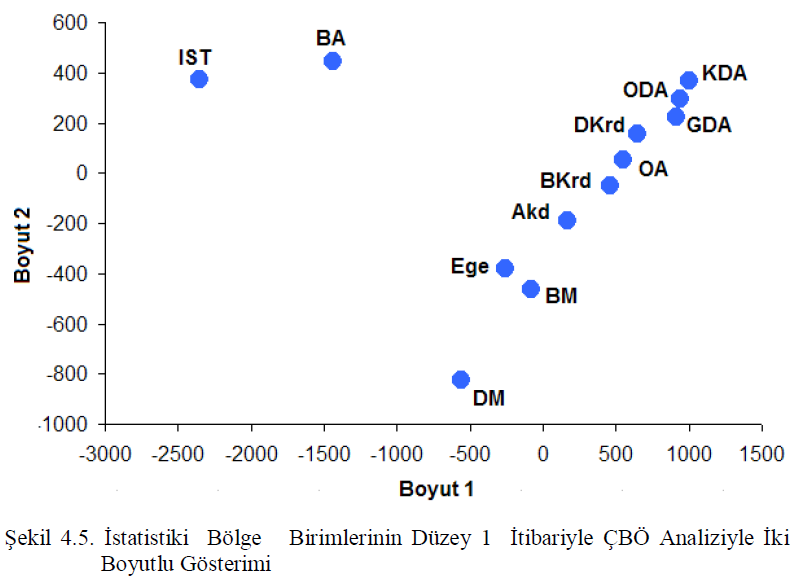 600
400
200
0
-200
-400
-600
-800
-1000
Boyut 2
IST
BA
KDA
ODA
GDA
DKrd
OA
BKrd
Akd
Ege
BM
DM
-3000 -2500 -2000 -1500 -1000 -500 0 500 1000 1500
Boyut 1
Şekil 4.5. İstatistiki Bölge Birimlerinin Düzey 1 İtibariyle ÇBÖ Analiziyle İki
Boyutlu Gösterimi